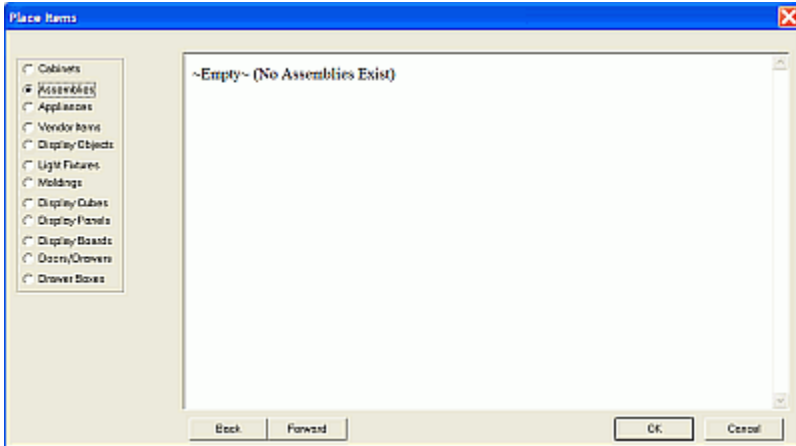 Place Items
Cabinets
Assemblies
Appliances
Vendor Items
Display Objects
Light Fixtures
Moldings
Display Cubes
Display Panels
Display Boards
Doors/Drawers
Drawer Boxes
~Empty~ (No Assemblies Exist)
Back
Forward
OK
Cancel